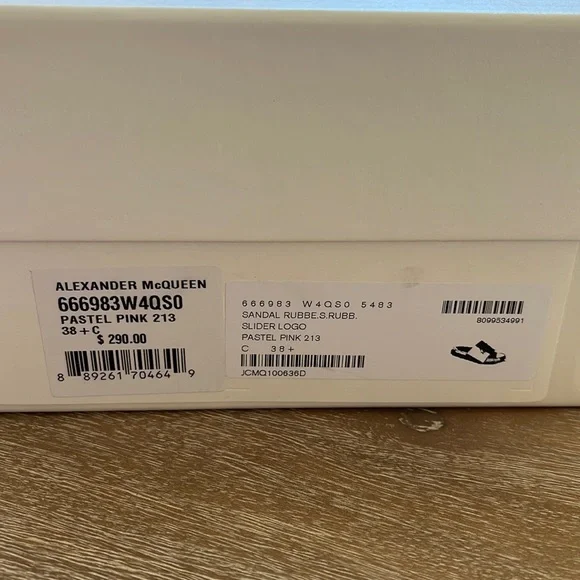 ALEXANDER McQUEEN
666983W4QS0
PASTEL PINK 213
38+C
$ 290.00
8 89261 70464 9
666983 W4QS0 5483
SANDAL RUBBE.S.RUBB.
SLIDER LOGO
PASTEL PINK 213
C 38+
JCMQ100636D
8099534991